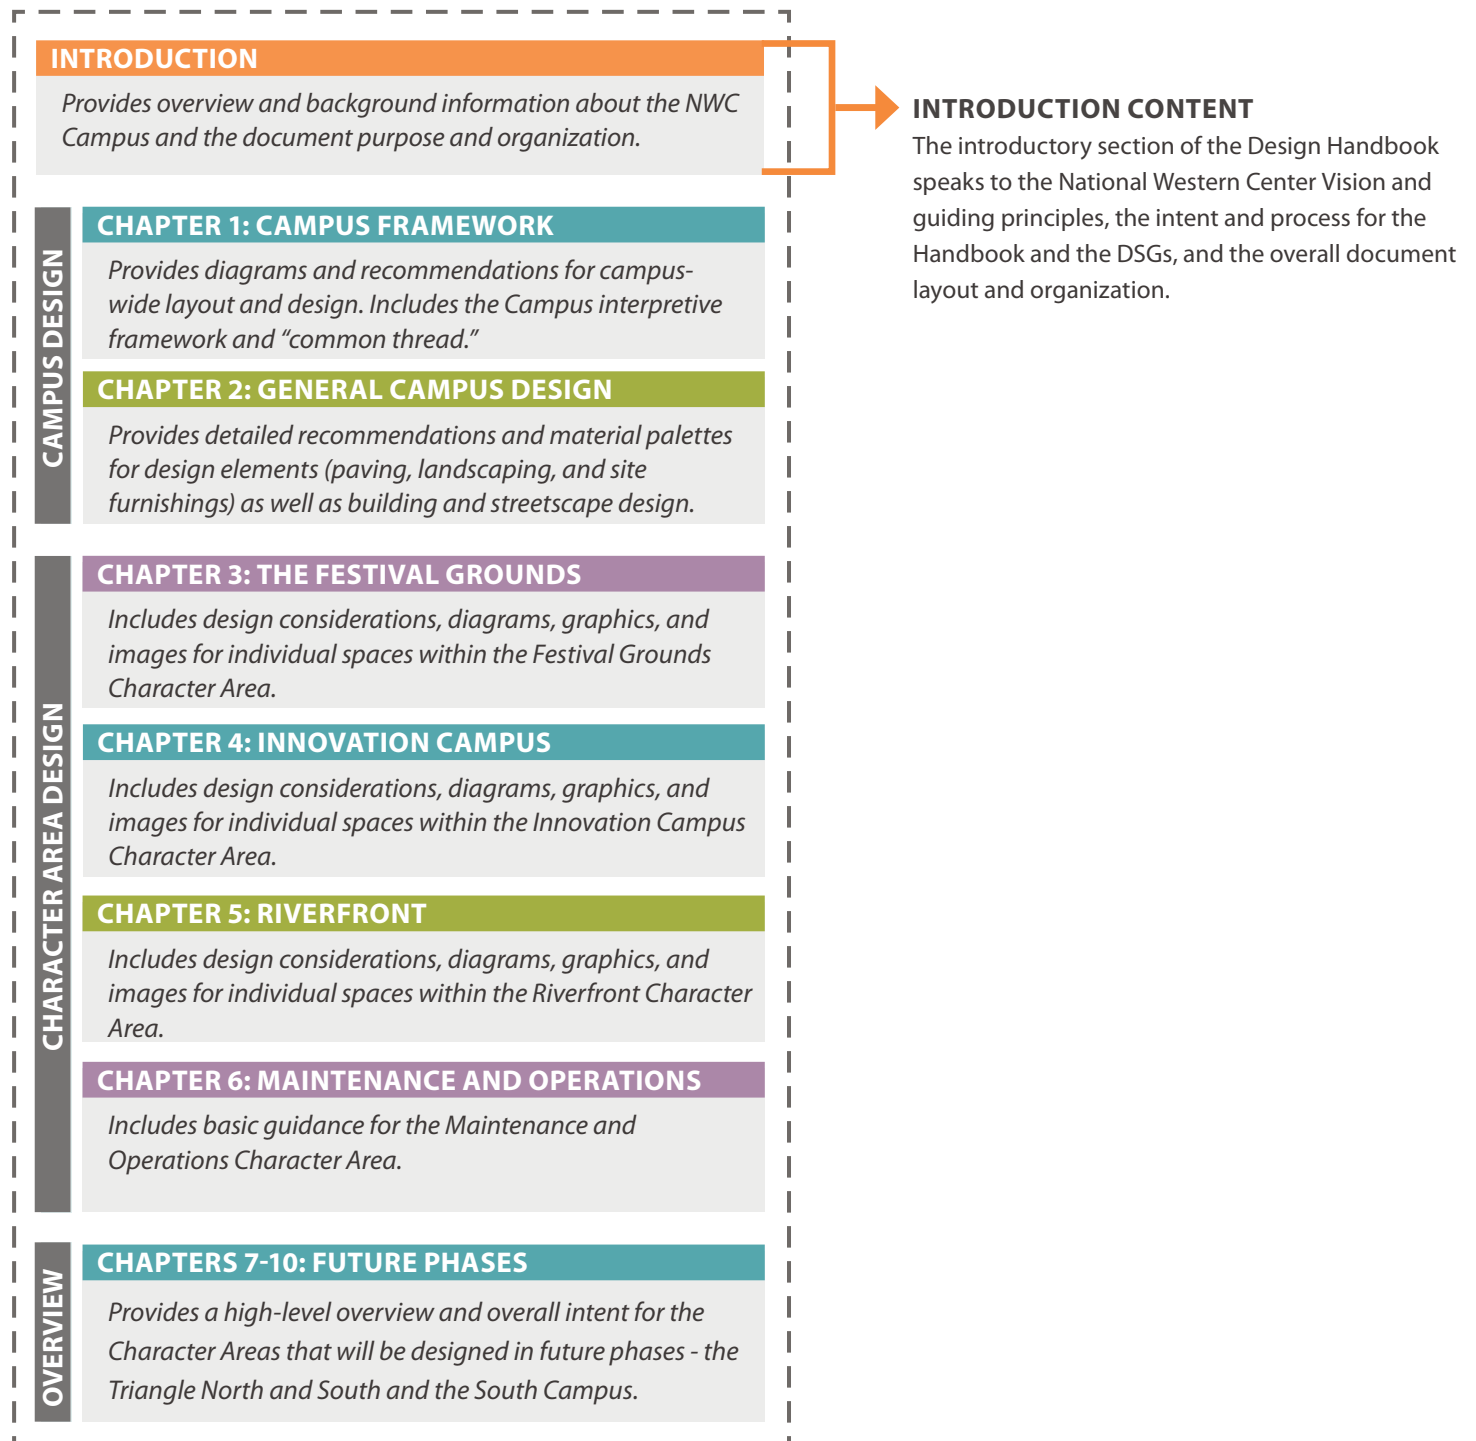 INTRODUCTION
Provides overview and background information about the NWC
Campus and the document purpose and organization.
INTRODUCTION CONTENT
The introductory section of the Design Handbook
speaks to the National Western Center Vision and
guiding principles, the intent and process for the
Handbook and the DSGs, and the overall document
layout and organization.
CAMPUS DESIGN
CHAPTER 1: CAMPUS FRAMEWORK
Provides diagrams and recommendations for campus-
wide layout and design. Includes the Campus interpretive
framework and “common thread.”
CHAPTER 2: GENERAL CAMPUS DESIGN
Provides detailed recommendations and material palettes
for design elements (paving, landscaping, and site
furnishings) as well as building and streetscape design.
CHARACTER AREA DESIGN
CHAPTER 3: THE FESTIVAL GROUNDS
Includes design considerations, diagrams, graphics, and
images for individual spaces within the Festival Grounds
Character Area.
CHAPTER 4: INNOVATION CAMPUS
Includes design considerations, diagrams, graphics, and
images for individual spaces within the Innovation Campus
Character Area.
CHAPTER 5: RIVERFRONT
Includes design considerations, diagrams, graphics, and
images for individual spaces within the Riverfront Character
Area.
CHAPTER 6: MAINTENANCE AND OPERATIONS
Includes basic guidance for the Maintenance and
Operations Character Area.
OVERVIEW
CHAPTERS 7-10: FUTURE PHASES
Provides a high-level overview and overall intent for the
Character Areas that will be designed in future phases - the
Triangle North and South and the South Campus.